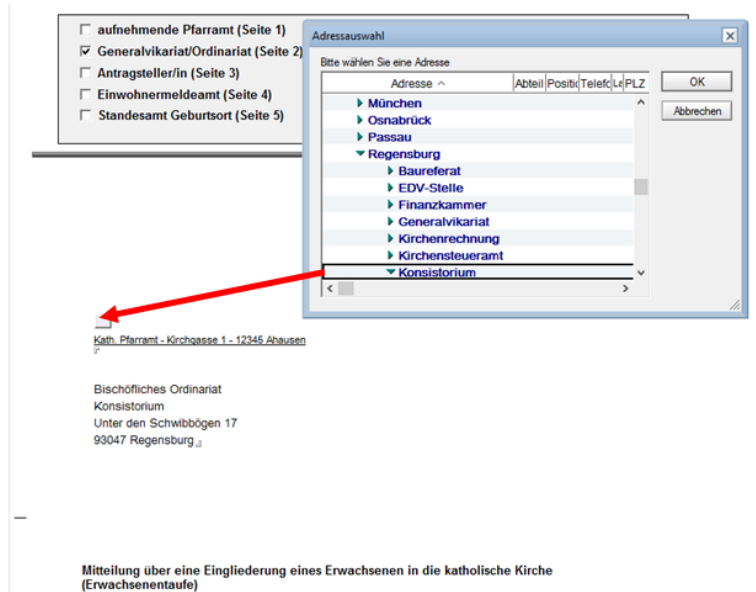 aufnehmende Pfarramt (Seite 1)
Generalvikariat/Ordinariat (Seite 2)
Antragsteller/in (Seite 3)
Einwohnermeldeamt (Seite 4)
Standesamt Geburtsort (Seite 5)
Adressauswahl
Bitte wählen Sie eine Adresse
Adresse Abteil Positic Telefc La PLZ
OK
Abbrechen
München
Osnabrück
Passau
Regensburg
Baureferat
EDV-Stelle
Finanzkammer
Generalvikariat
Kirchenrechnung
Kirchensteueramt
Konsistorium
Kath. Pfarramt - Kirchgasse 1 - 12345 Ahausen
Bischöfliches Ordinariat
Konsistorium
Unter den Schwibbögen 17
93047 Regensburg
Mitteilung über eine Eingliederung eines Erwachsenen in die katholische Kirche
(Erwachsenentaufe)